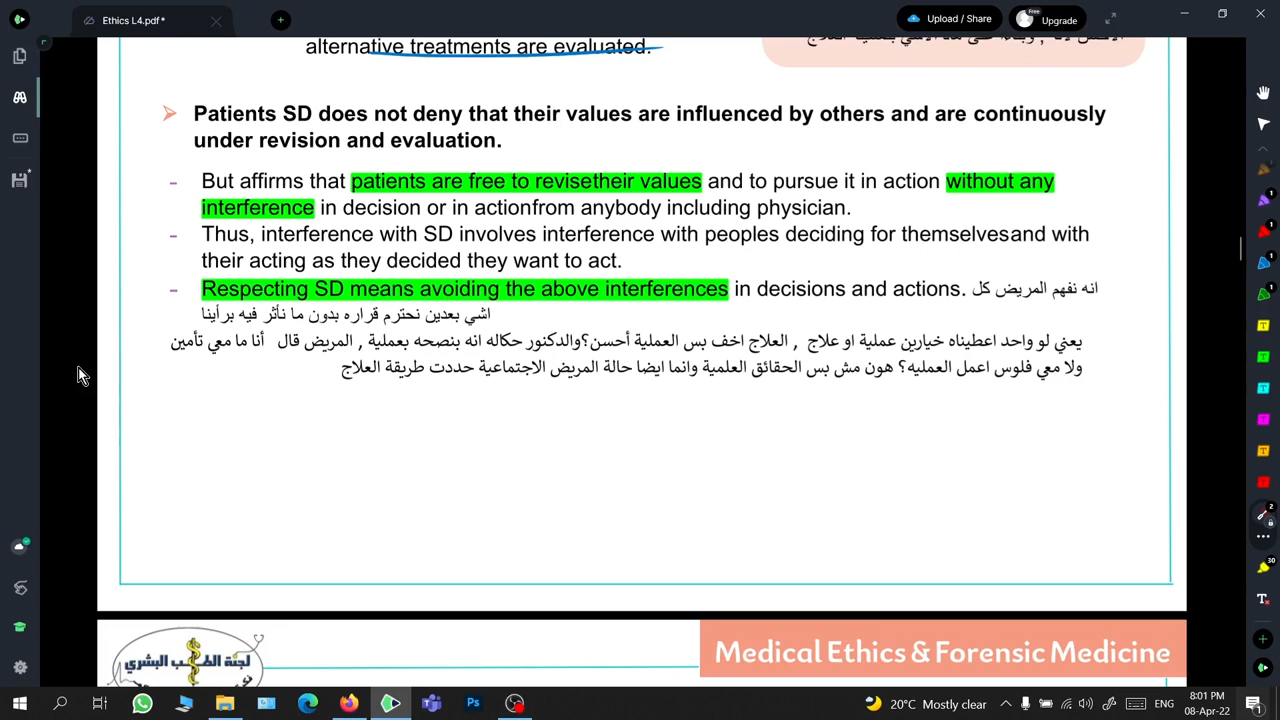 Ethics L4.pdf*
Upload / Share
Free
Upgrade
alternative treatments are evaluated.
Patients SD does not deny that their values are influenced by others and are continuously
under revision and evaluation.
- But affirms that patients are free to revisetheir values and to pursue it in action without any
interference in decision or in actionfrom anybody including physician.
- Thus, interference with SD involves interference with peoples deciding for themselvesand with
their acting as they decided they want to act.
- Respecting SD means avoiding the above interferences in decisions and actions. انه نفهم المريض كل
اشي بعدين نحترم قراره بدون ما نأثر فيه برأينا
يعني لو واحد اعطيناه خيارين عملية او علاج , العلاج اخف بس العملية أحسن؟والدكتور حكاله انه بنصحه بعملية , المريض قال أنا ما معي تأمين
ولا معي فلوس اعمل العمليه؟ هون مش بس الحقائق العلمية وانما ايضا حالة المريض الاجتماعية حددت طريقة العلاج
لجنة الطب البشري
Medical Ethics & Forensic Medicine
20°C Mostly clear
ENG
8:01 PM
08-Apr-22